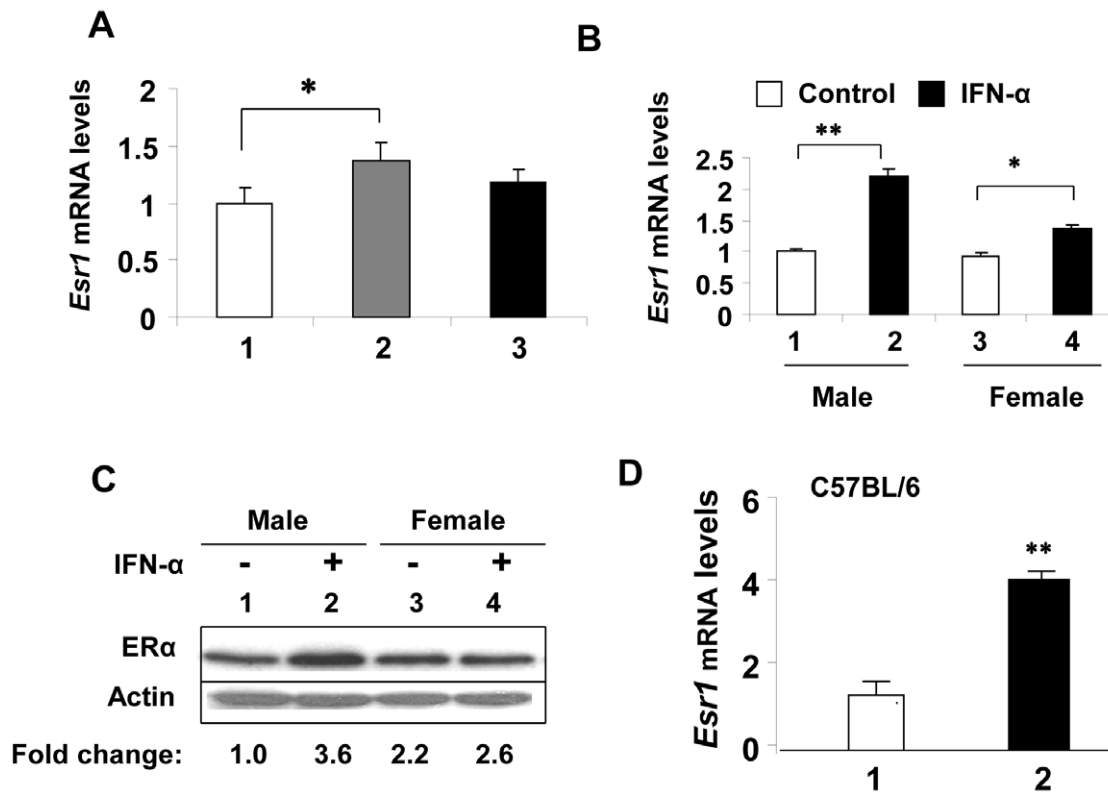 A
Esr1 mRNA levels
2
1.5
1
0.5
0
*
1 2 3
B
Control IFN-α
Esr1 mRNA levels
2.5
2
1.5
1
0.5
0
** *
1 2 3 4
Male Female
C
Male Female
IFN-α - + - +
1 2 3 4
ERα
Actin
Fold change: 1.0 3.6 2.2 2.6
D
C57BL/6
Esr1 mRNA levels
6
4
2
0
**
1 2